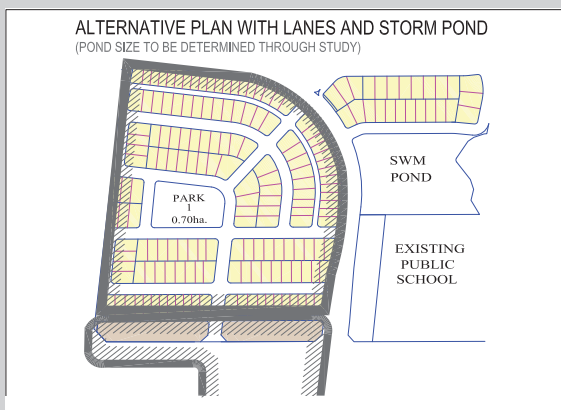 ALTERNATIVE PLAN WITH LANES AND STORM POND
(POND SIZE TO BE DETERMINED THROUGH STUDY)
SWM
POND
PARK
1
0.70ha.
EXISTING
PUBLIC
SCHOOL